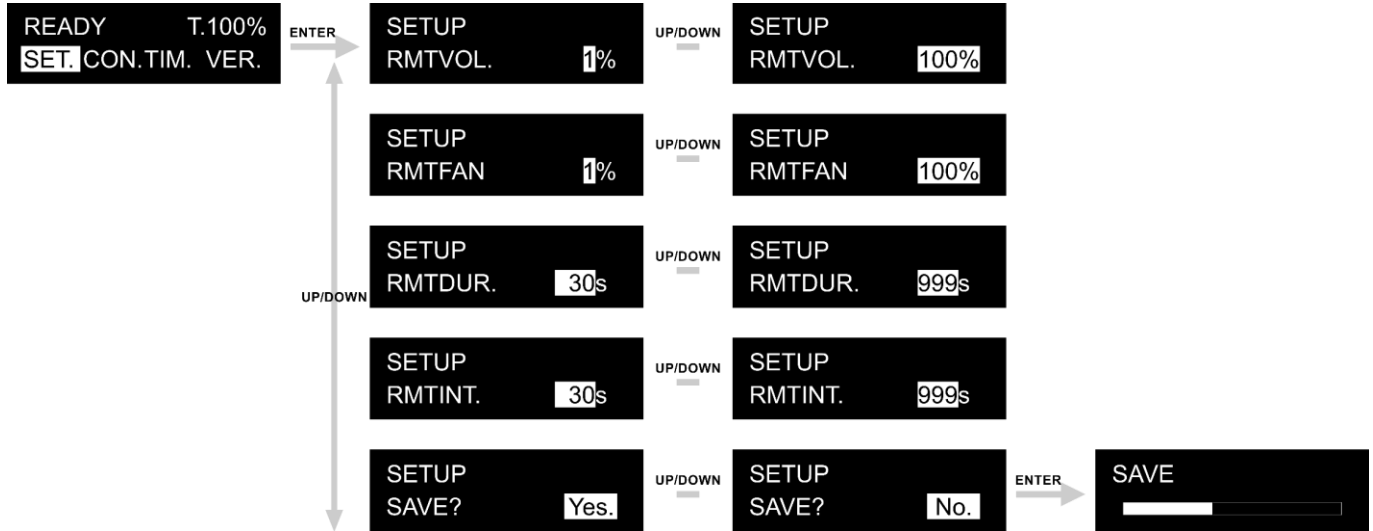 READY T.100%
SET. CON.TIM. VER.
ENTER
SETUP
RMTVOL. 1%
UP/DOWN
SETUP
RMTVOL. 100%
SETUP
RMTFAN 1%
UP/DOWN
SETUP
RMTFAN 100%
UP/DOWN
SETUP
RMTDUR. 30s
UP/DOWN
SETUP
RMTDUR. 999s
SETUP
RMTINT. 30s
UP/DOWN
SETUP
RMTINT. 999s
SETUP
SAVE? Yes.
UP/DOWN
SETUP
SAVE? No.
ENTER
SAVE